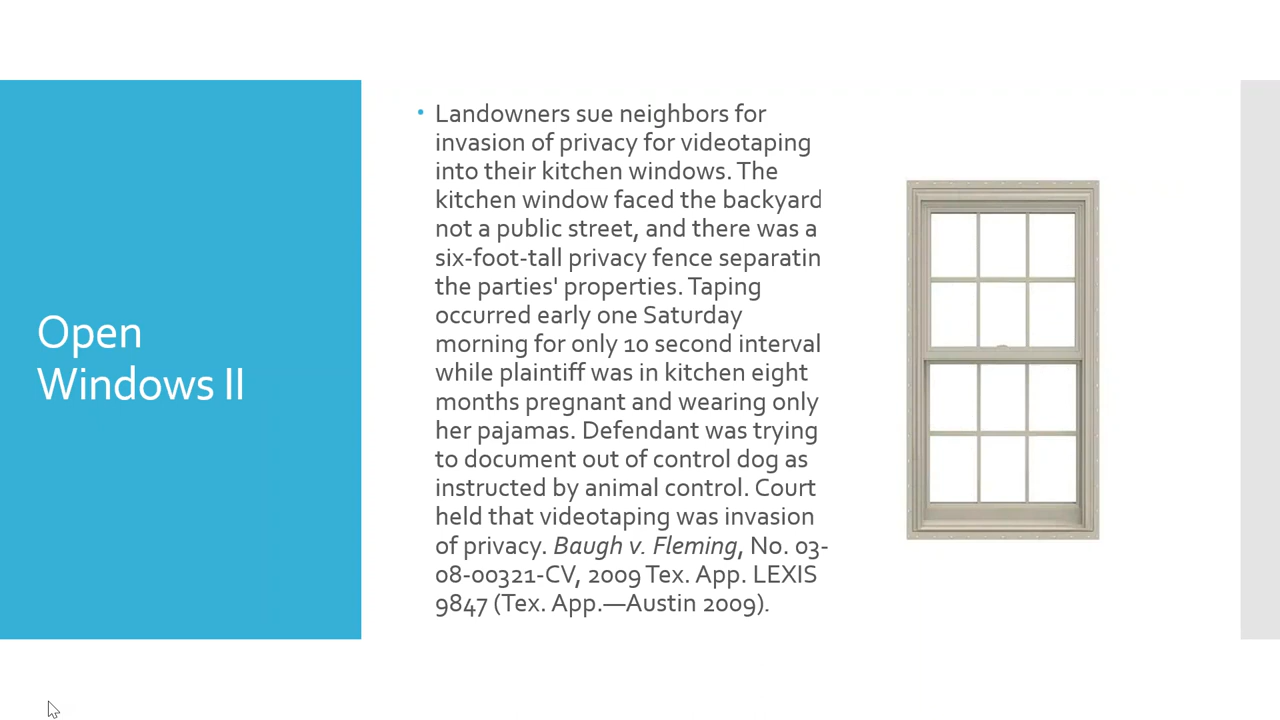 Open
Windows II
• Landowners sue neighbors for
invasion of privacy for videotaping
into their kitchen windows. The
kitchen window faced the backyard
not a public street, and there was a
six-foot-tall privacy fence separatin
the parties' properties. Taping
occurred early one Saturday
morning for only 10 second interval
while plaintiff was in kitchen eight
months pregnant and wearing only
her pajamas. Defendant was trying
to document out of control dog as
instructed by animal control. Court
held that videotaping was invasion
of privacy. Baugh v. Fleming, No. 03-
08-00321-CV, 2009 Tex. App. LEXIS
9847 (Tex. App.—Austin 2009).